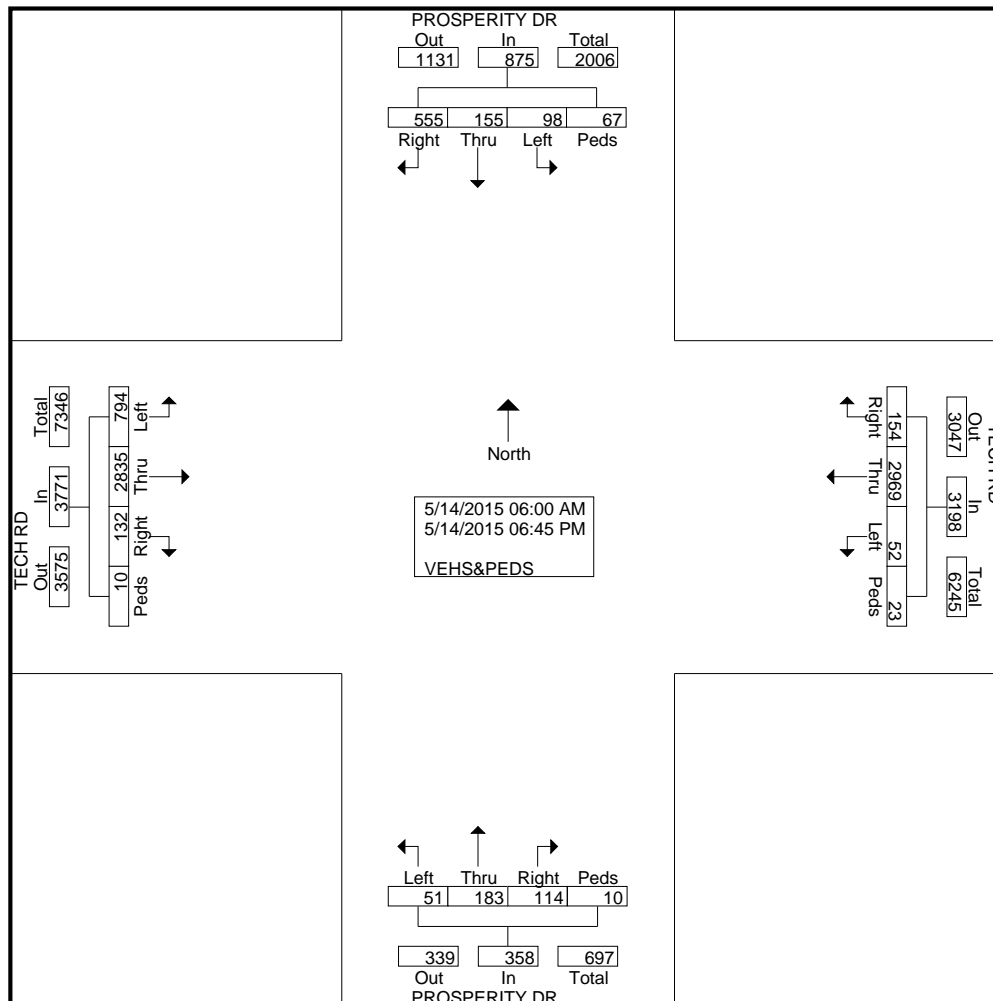 PROSPERITY DR
Out In Total
1131 875 2006
555 155 98 67
Right Thru Left Peds
TECH RD
Out In Total
3575 3771 7346
794 2835 132 10
Left Thru Right Peds
North
5/14/2015 06:00 AM
5/14/2015 06:45 PM
VEHS&PEDS
Right Thru Left Peds
154 2969 52 23
Out In Total
3047 3198 6245
TECH RD
Left Thru Right Peds
51 183 114 10
339 358 697
Out In Total
PROSPERITY DR